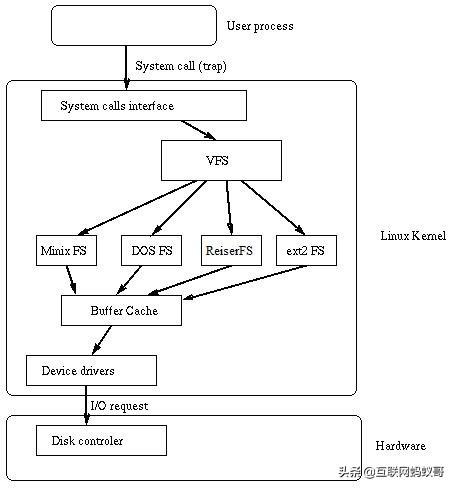 User process
System call (trap)
System calls interface
VFS
Linux Kernel
Minix FS
DOS FS
ReiserFS
ext2 FS
Buffer Cache
Device drivers
I/O request
Disk controler
Hardware
头条 @互联网蚂蚁哥